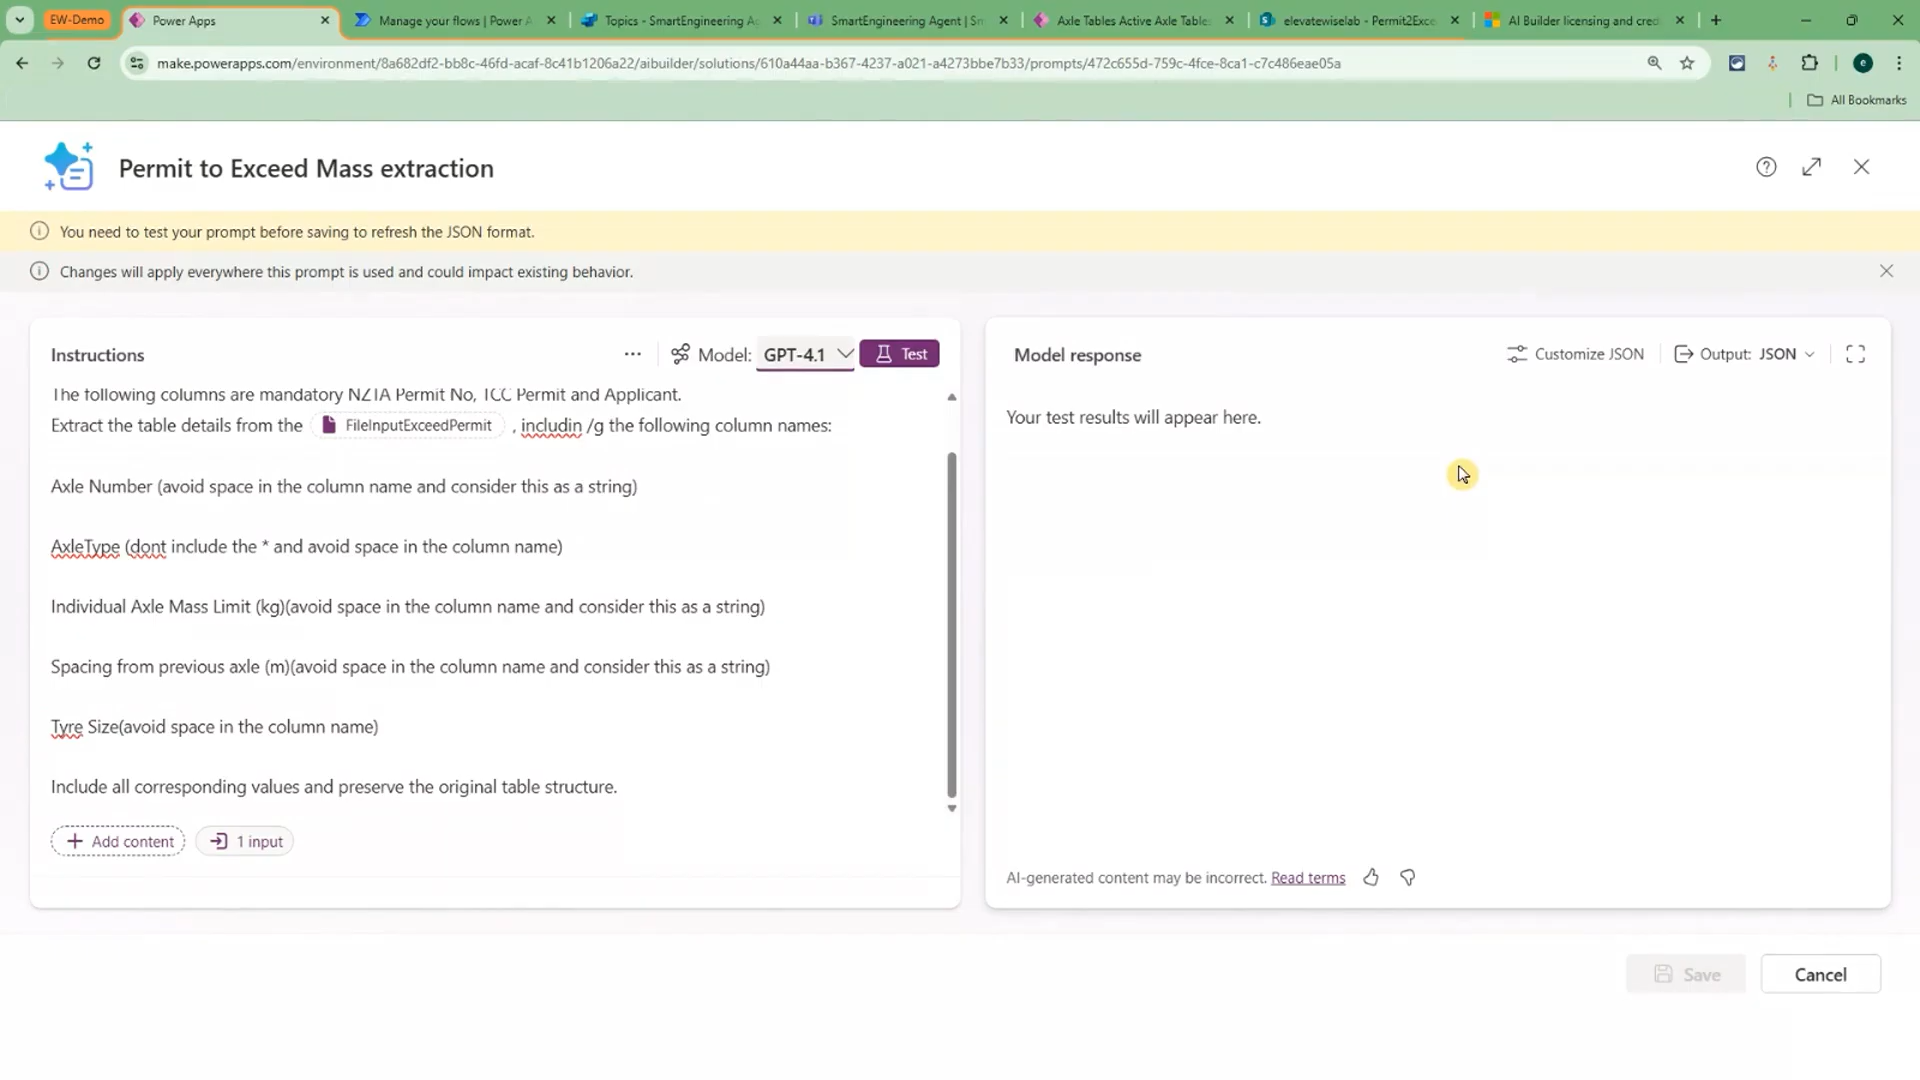 EW-Demo
Power Apps
Manage your flows | Power A
Topics - SmartEngineering Ag
SmartEngineering Agent | Sm
Axle Tables Active Axle Tables
elevatewiselab - Permit2Exce
AI Builder licensing and cred
make.powerapps.com/environment/8a682df2-bb8c-46fd-acaf-8c41b1206a22/aibuilder/solutions/610a44aa-b367-4237-a021-a4273bbe7b33/prompts/472c655d-759c-4fce-8ca1-c7c486eae05a
All Bookmarks
Permit to Exceed Mass extraction
You need to test your prompt before saving to refresh the JSON format.
Changes will apply everywhere this prompt is used and could impact existing behavior.
Instructions
Model: GPT-4.1
Test
The following columns are mandatory NZTA Permit No, TCC Permit and Applicant.
Extract the table details from the FileInputExceedPermit , includin /g the following column names:
Axle Number (avoid space in the column name and consider this as a string)
AxleType (dont include the * and avoid space in the column name)
Individual Axle Mass Limit (kg)(avoid space in the column name and consider this as a string)
Spacing from previous axle (m)(avoid space in the column name and consider this as a string)
Tyre Size(avoid space in the column name)
Include all corresponding values and preserve the original table structure.
Add content
1 input
Model response
Customize JSON
Output: JSON
Your test results will appear here.
AI-generated content may be incorrect. Read terms
Save
Cancel